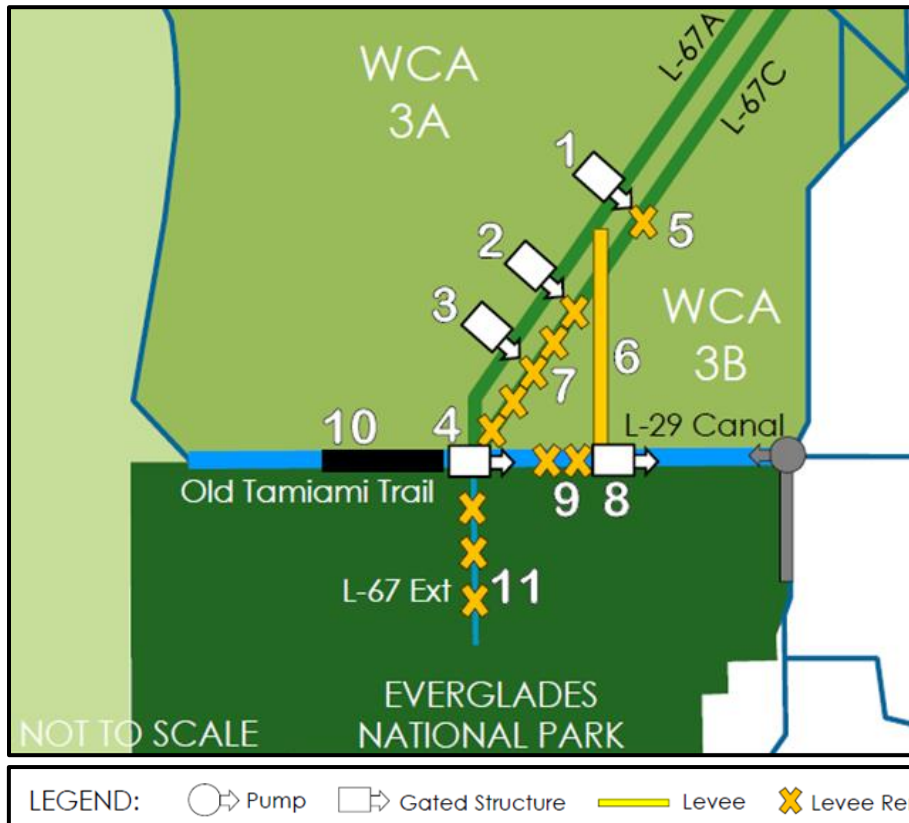 WCA
3A
L-67A
L-67C
1
5
2
3
WCA
3B
6
7
L-29 Canal
10
4
Old Tamiami Trail
9
8
L-67 Ext
11
EVERGLADES
NATIONAL PARK
NOT TO SCALE
LEGEND: Pump Gated Structure Levee Levee Re